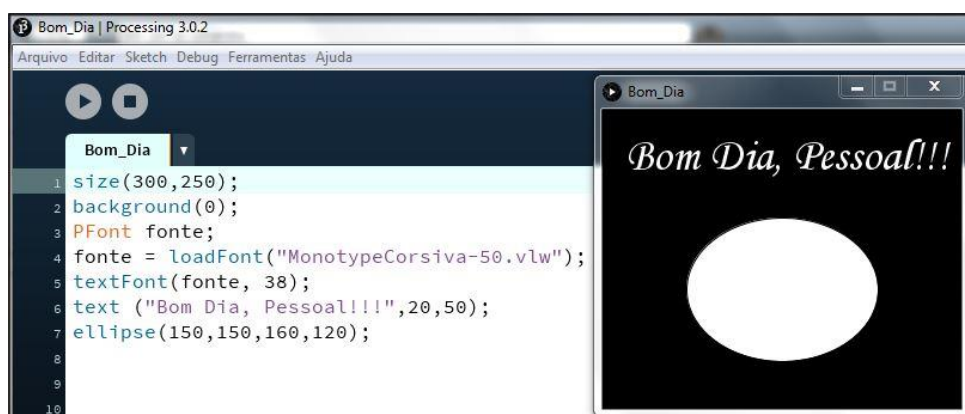 Bom_Dia | Processing 3.0.2
Arquivo Editar Sketch Debug Ferramentas Ajuda
Bom_Dia
1 size(300,250);
2 background(0);
3 PFont fonte;
4 fonte = loadFont("MonotypeCorsiva-50.vlw");
5 textFont(fonte, 38);
6 text ("Bom Dia, Pessoal!!!",20,50);
7 ellipse(150,150,160,120);
8
9
10
Bom_Dia
Bom Dia, Pessoal!!!